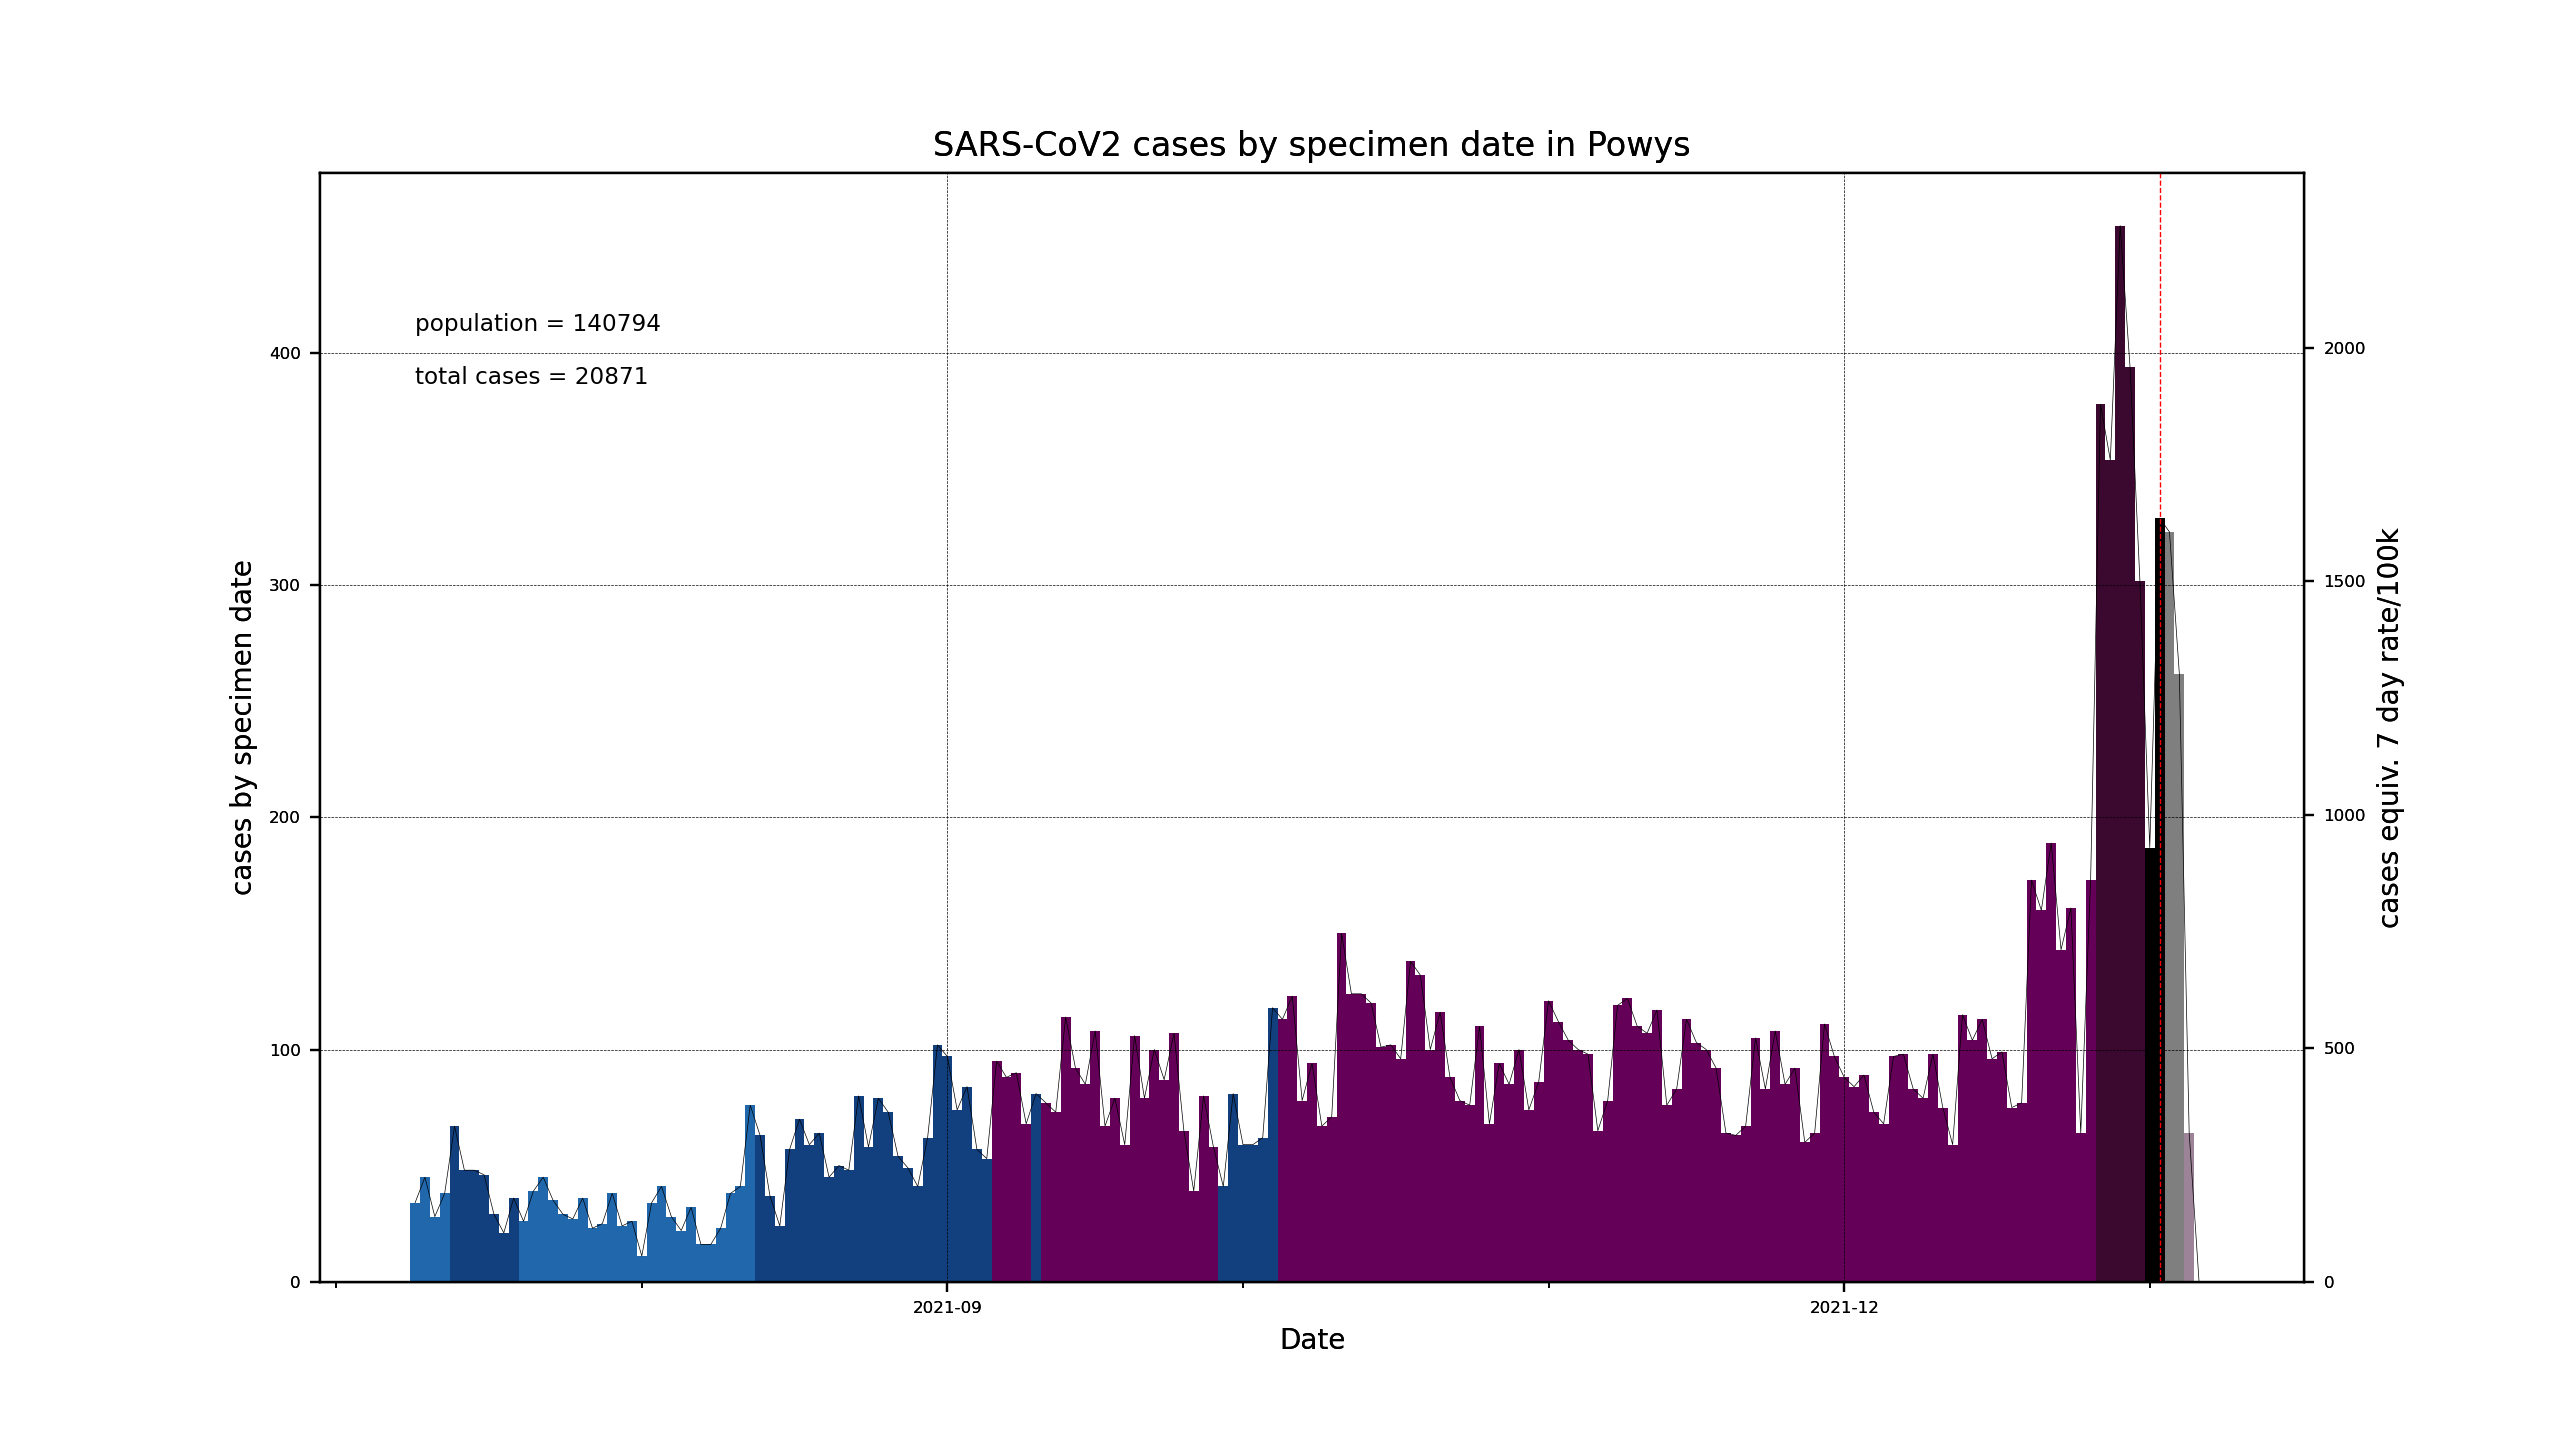 SARS-CoV2 cases by specimen date in Powys
population = 140794
total cases = 20871
cases by specimen date
400
300
200
100
0
2000
1500
1000
500
0
cases equiv. 7 day rate/100k
2021-09
2021-12
Date